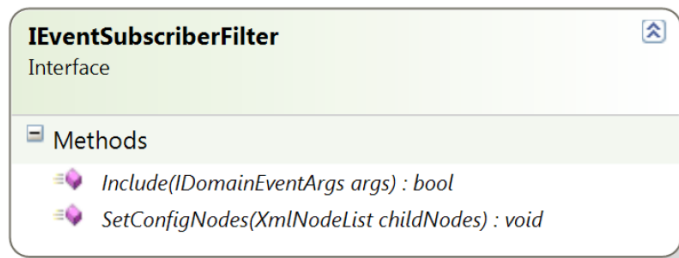 IEventSubscriberFilter
Interface
Methods
Include(IDomainEventArgs args) : bool
SetConfigNodes(XmlNodeList childNodes) : void